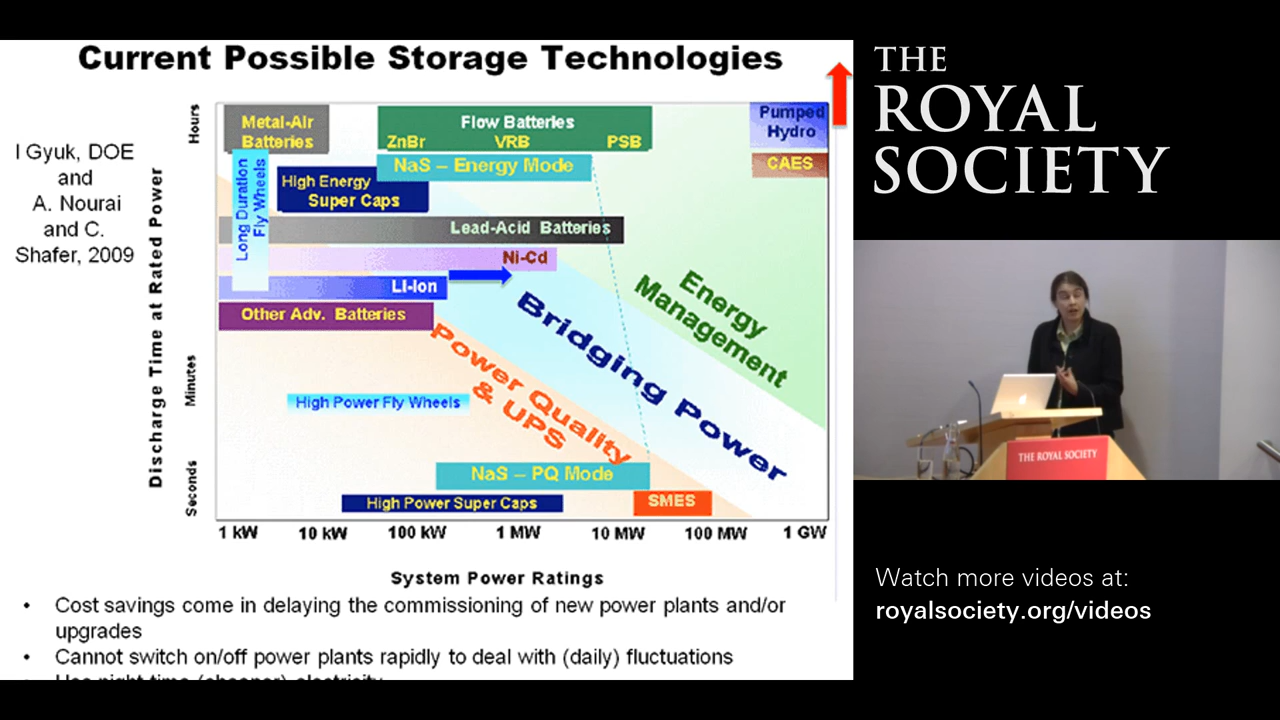 Current Possible Storage Technologies
I Gyuk, DOE
and
A. Nourai
and C.
Shafer, 2009
Discharge Time at Rated Power
Hours
Minutes
Seconds
Metal-Air
Batteries
Flow Batteries
ZnBr VRB PSB
Pumped
Hydro
CAES
NaS – Energy Mode
Long Duration
Fly Wheels
High Energy
Super Caps
Lead-Acid Batteries
Ni-Cd
LI-Ion
Other Adv. Batteries
Energy
Management
Bridging Power
Power Quality
& UPS
High Power Fly Wheels
NaS – PQ Mode
High Power Super Caps
SMES
1 kW 10 kW 100 kW 1 MW 10 MW 100 MW 1 GW
System Power Ratings
• Cost savings come in delaying the commissioning of new power plants and/or
upgrades
• Cannot switch on/off power plants rapidly to deal with (daily) fluctuations
THE
ROYAL
SOCIETY
THE ROYAL SOCIETY
Watch more videos at:
royalsociety.org/videos